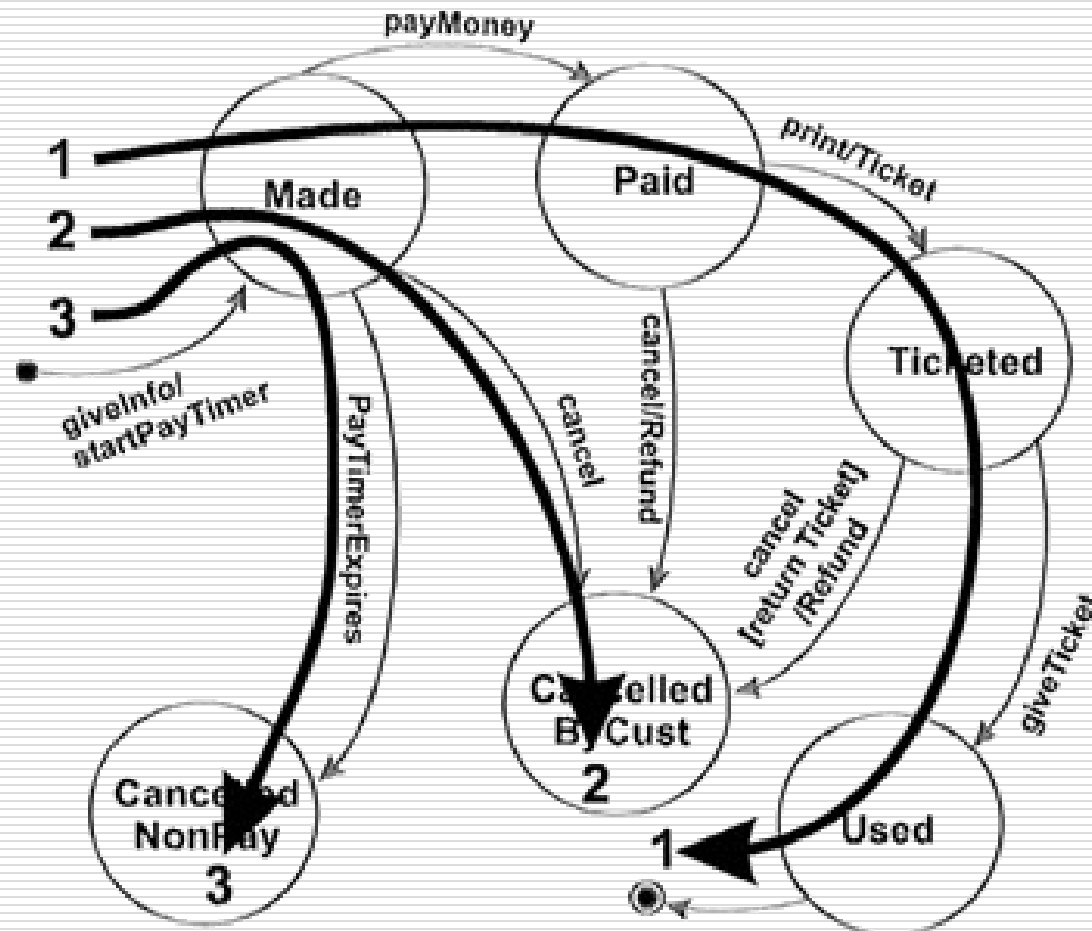 payMoney
print/Ticket
1
Made
Paid
2
3
Ticketed
giveInfo/
startPayTimer
PayTimerExpires
cancel
cancel/Refund
cancel
[return Ticket]
/Refund
giveTicket
Cancelled
ByCust
2
Cancelled
NonPay
3
1
Used